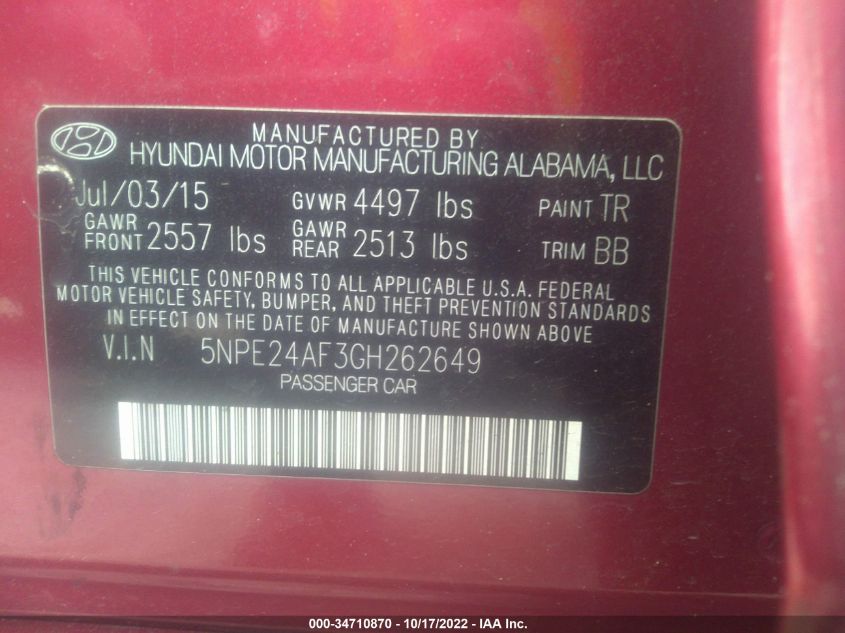 MANUFACTURED BY
HYUNDAI MOTOR MANUFACTURING ALABAMA, LLC
Jul/03/15 GVWR 4497 lbs PAINT TR
GAWR FRONT 2557 lbs GAWR REAR 2513 lbs TRIM BB
THIS VEHICLE CONFORMS TO ALL APPLICABLE U.S.A. FEDERAL
MOTOR VEHICLE SAFETY, BUMPER, AND THEFT PREVENTION STANDARDS
IN EFFECT ON THE DATE OF MANUFACTURE SHOWN ABOVE
V.I.N 5NPE24AF3GH262649
PASSENGER CAR
000-34710870 - 10/17/2022 - IAA Inc.